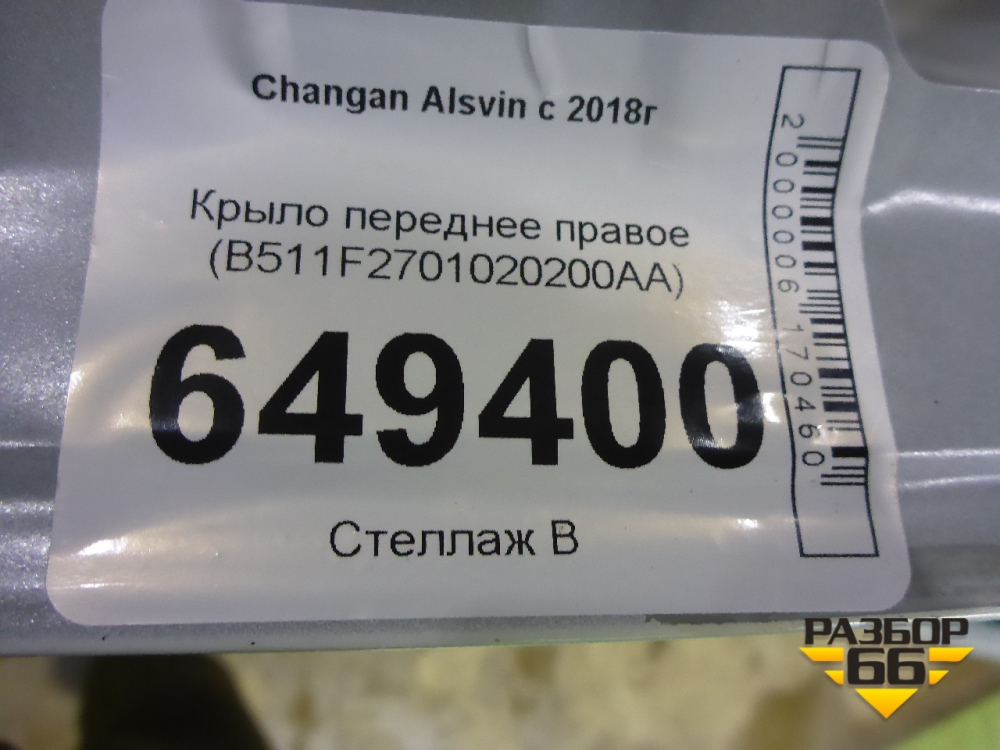 Changan Alsvin с 2018г
Крыло переднее правое
(B511F2701020200AA)
649400
Стеллаж В
2000006170460
РАЗБОР
66